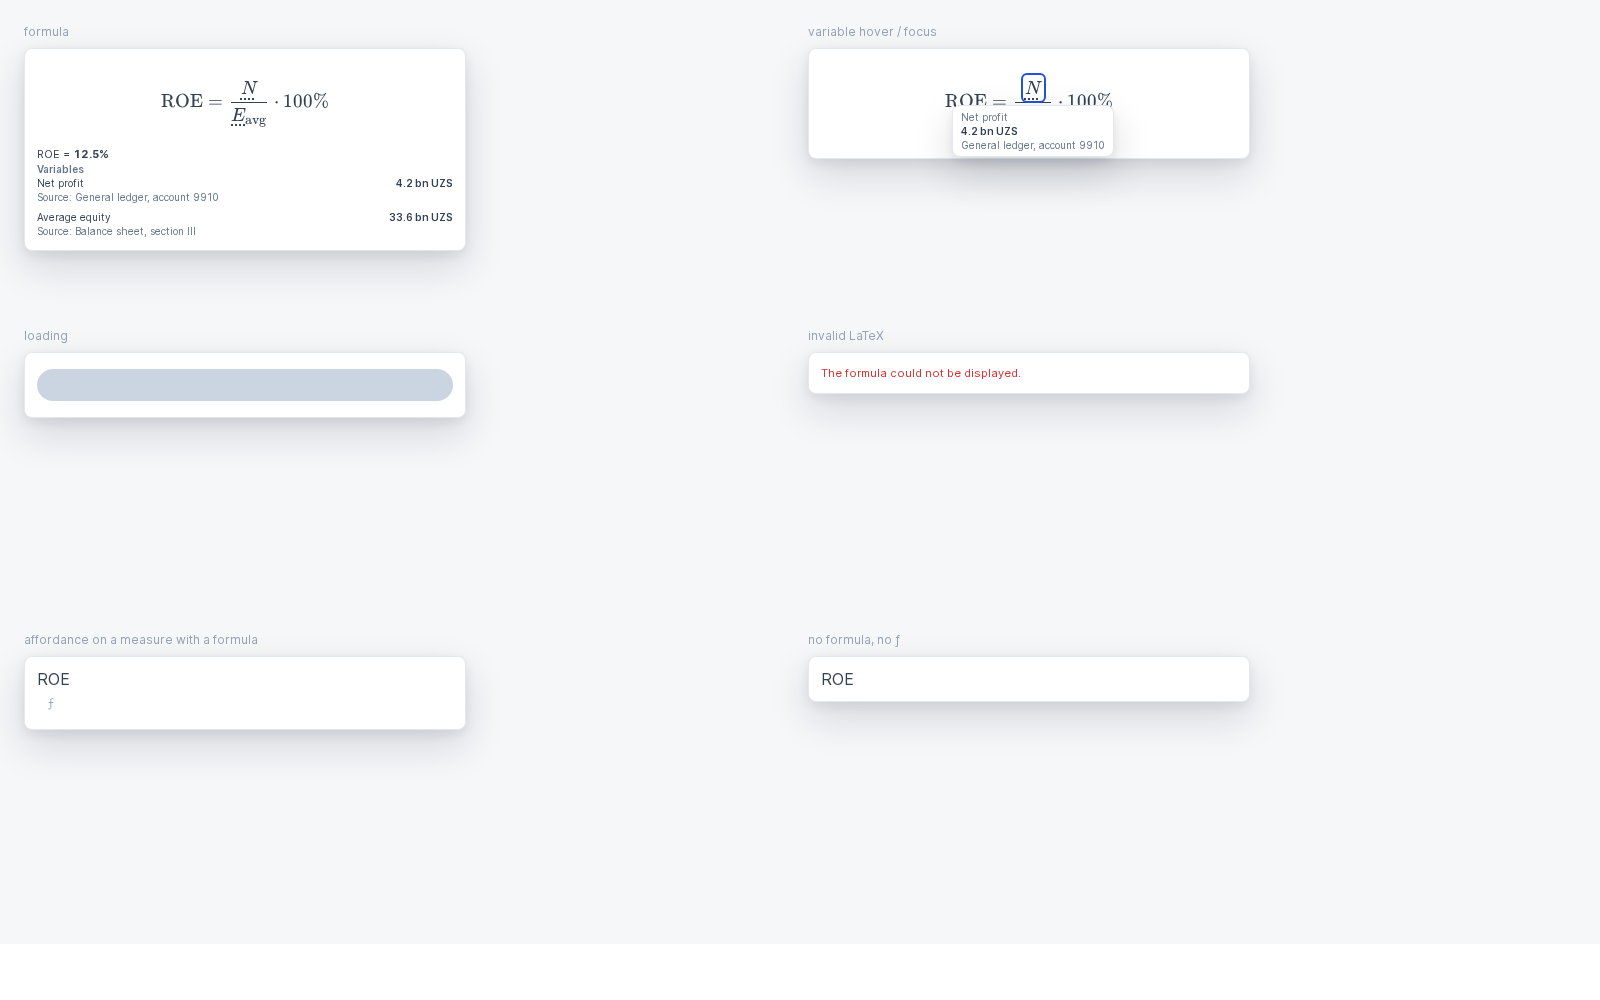 formula
ROE = N / E_avg · 100%
ROE = 12.5%
Variables
Net profit 4.2 bn UZS
Source: General ledger, account 9910
Average equity 33.6 bn UZS
Source: Balance sheet, section III
variable hover / focus
ROE = N · 100%
Net profit
4.2 bn UZS
General ledger, account 9910
loading
invalid LaTeX
The formula could not be displayed.
affordance on a measure with a formula
ROE
ƒ
no formula, no ƒ
ROE